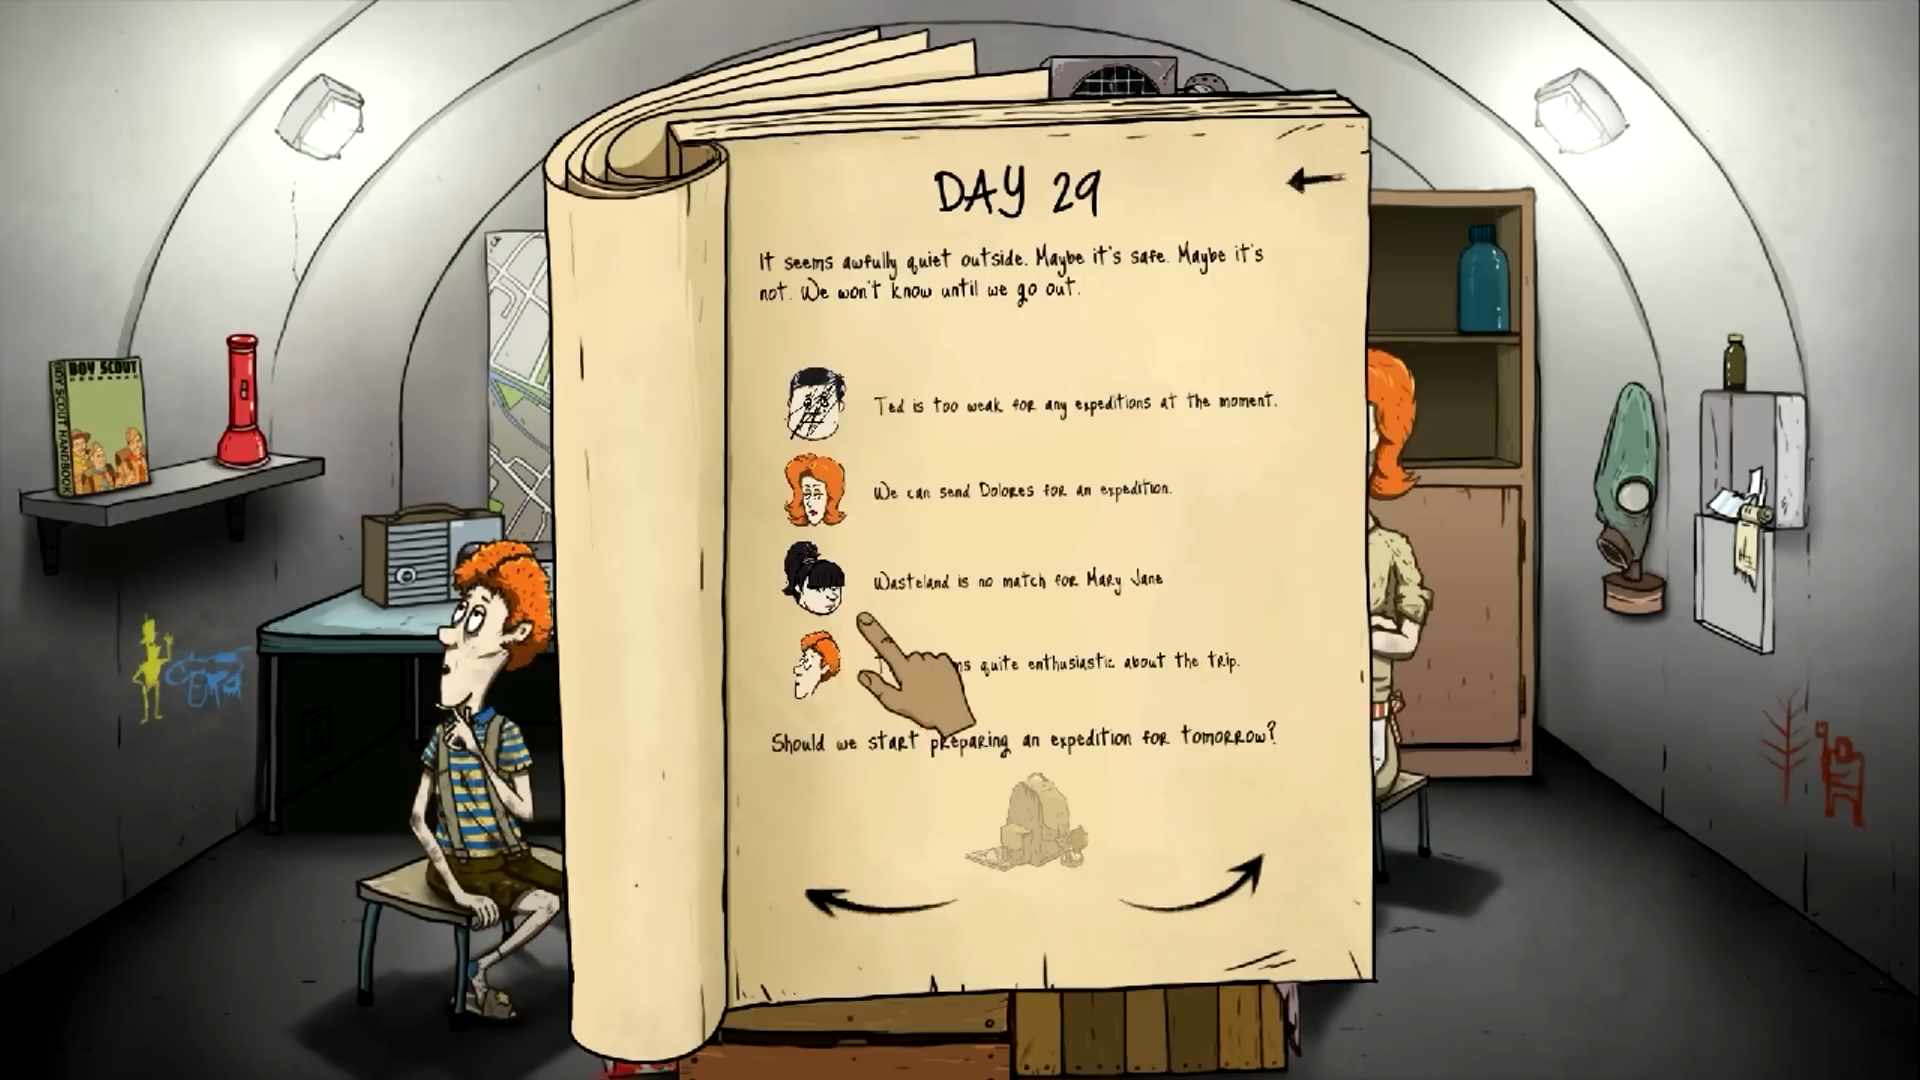 BOY SCOUT
BOY SCOUT HANDBOOK
DAY 29
It seems awfully quiet outside. Maybe it's safe. Maybe it's
not. We won't know until we go out.
Ted is too weak for any expeditions at the moment.
We can send Dolores for an expedition.
Wasteland is no match for Mary Jane
quite enthusiastic about the trip.
Should we start preparing an expedition for tomorrow?